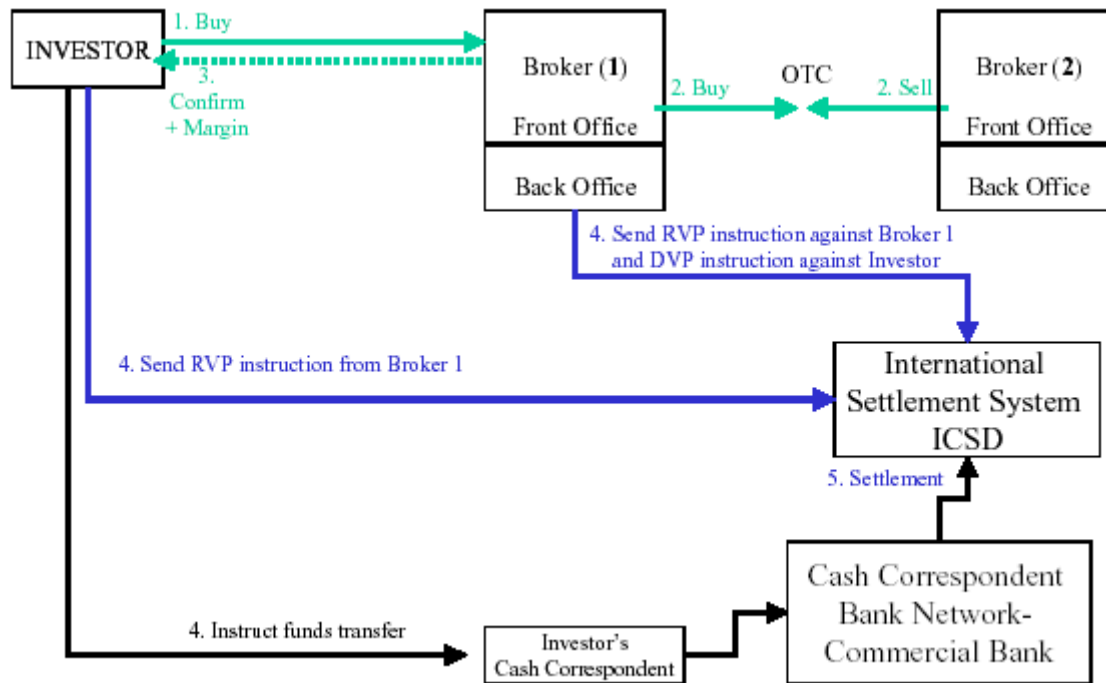 INVESTOR
1. Buy
3.
Confirm
+ Margin
Broker (1)
Front Office
Back Office
2. Buy
OTC
2. Sell
Broker (2)
Front Office
Back Office
4. Send RVP instruction against Broker 1
and DVP instruction against Investor
4. Send RVP instruction from Broker 1
International
Settlement System
ICSD
5. Settlement
4. Instruct funds transfer
Investor's
Cash Correspondent
Cash Correspondent
Bank Network-
Commercial Bank